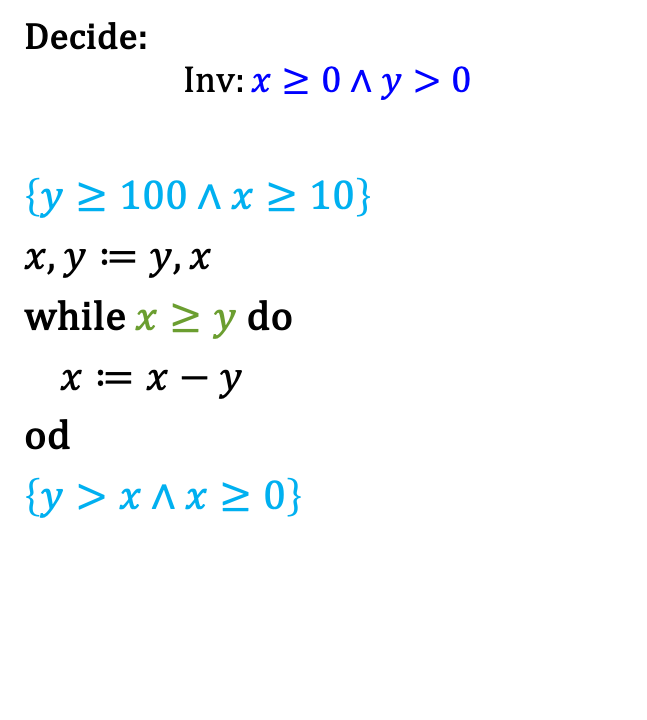 Decide:
Inv: x ≥ 0 ∧ y > 0
{y ≥ 100 ∧ x ≥ 10}
x, y ≔ y, x
while x ≥ y do
x ≔ x − y
od
{y > x ∧ x ≥ 0}